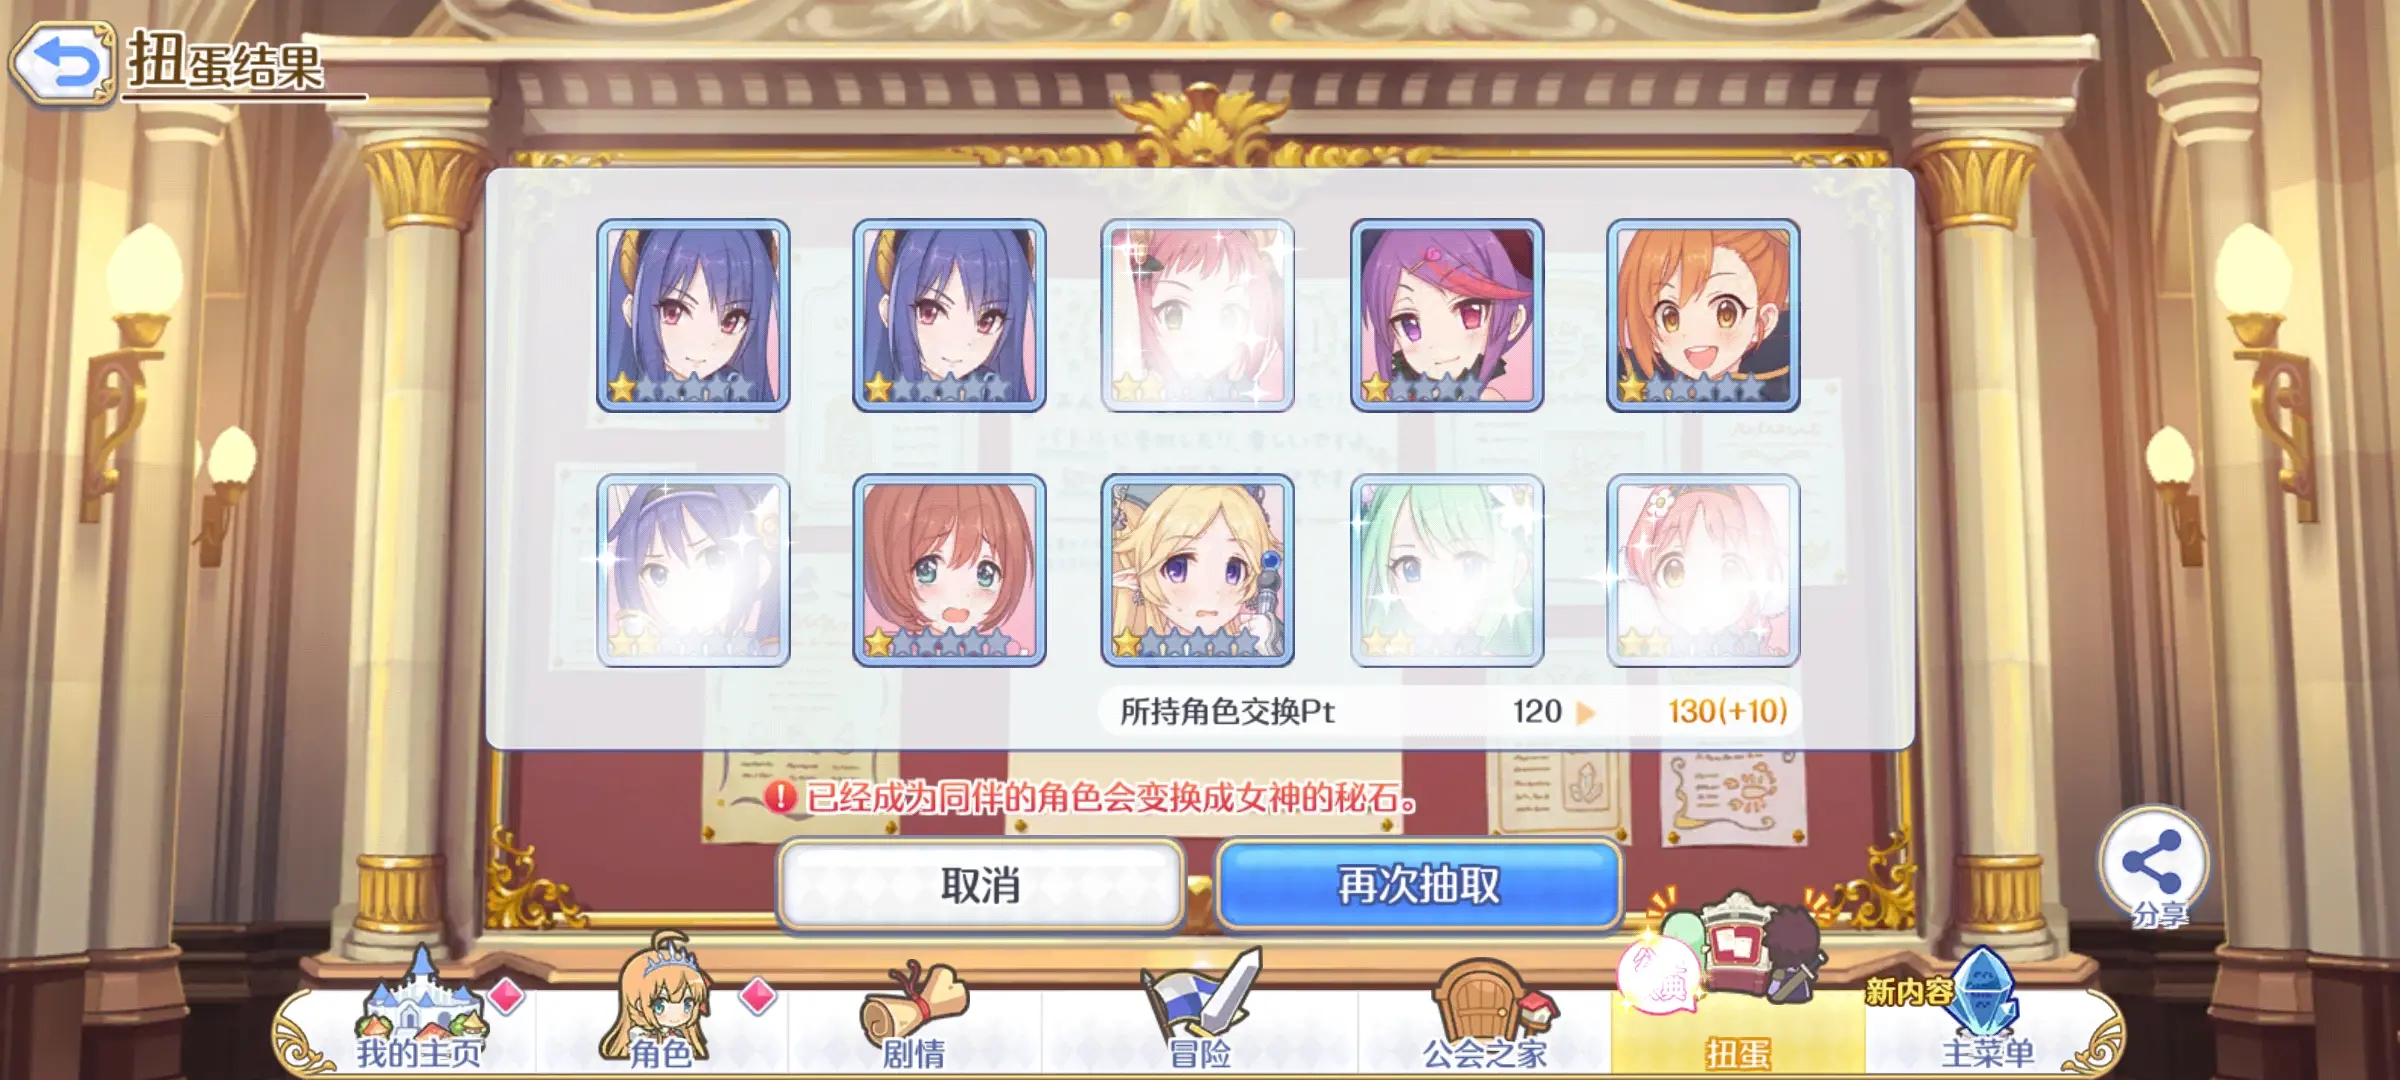 扭蛋结果
所持角色交换Pt 120 130(+10)
已经成为同伴的角色会变换成女神的秘石。
取消
再次抽取
分享
新内容
我的主页
角色
剧情
冒险
公会之家
扭蛋
主菜单